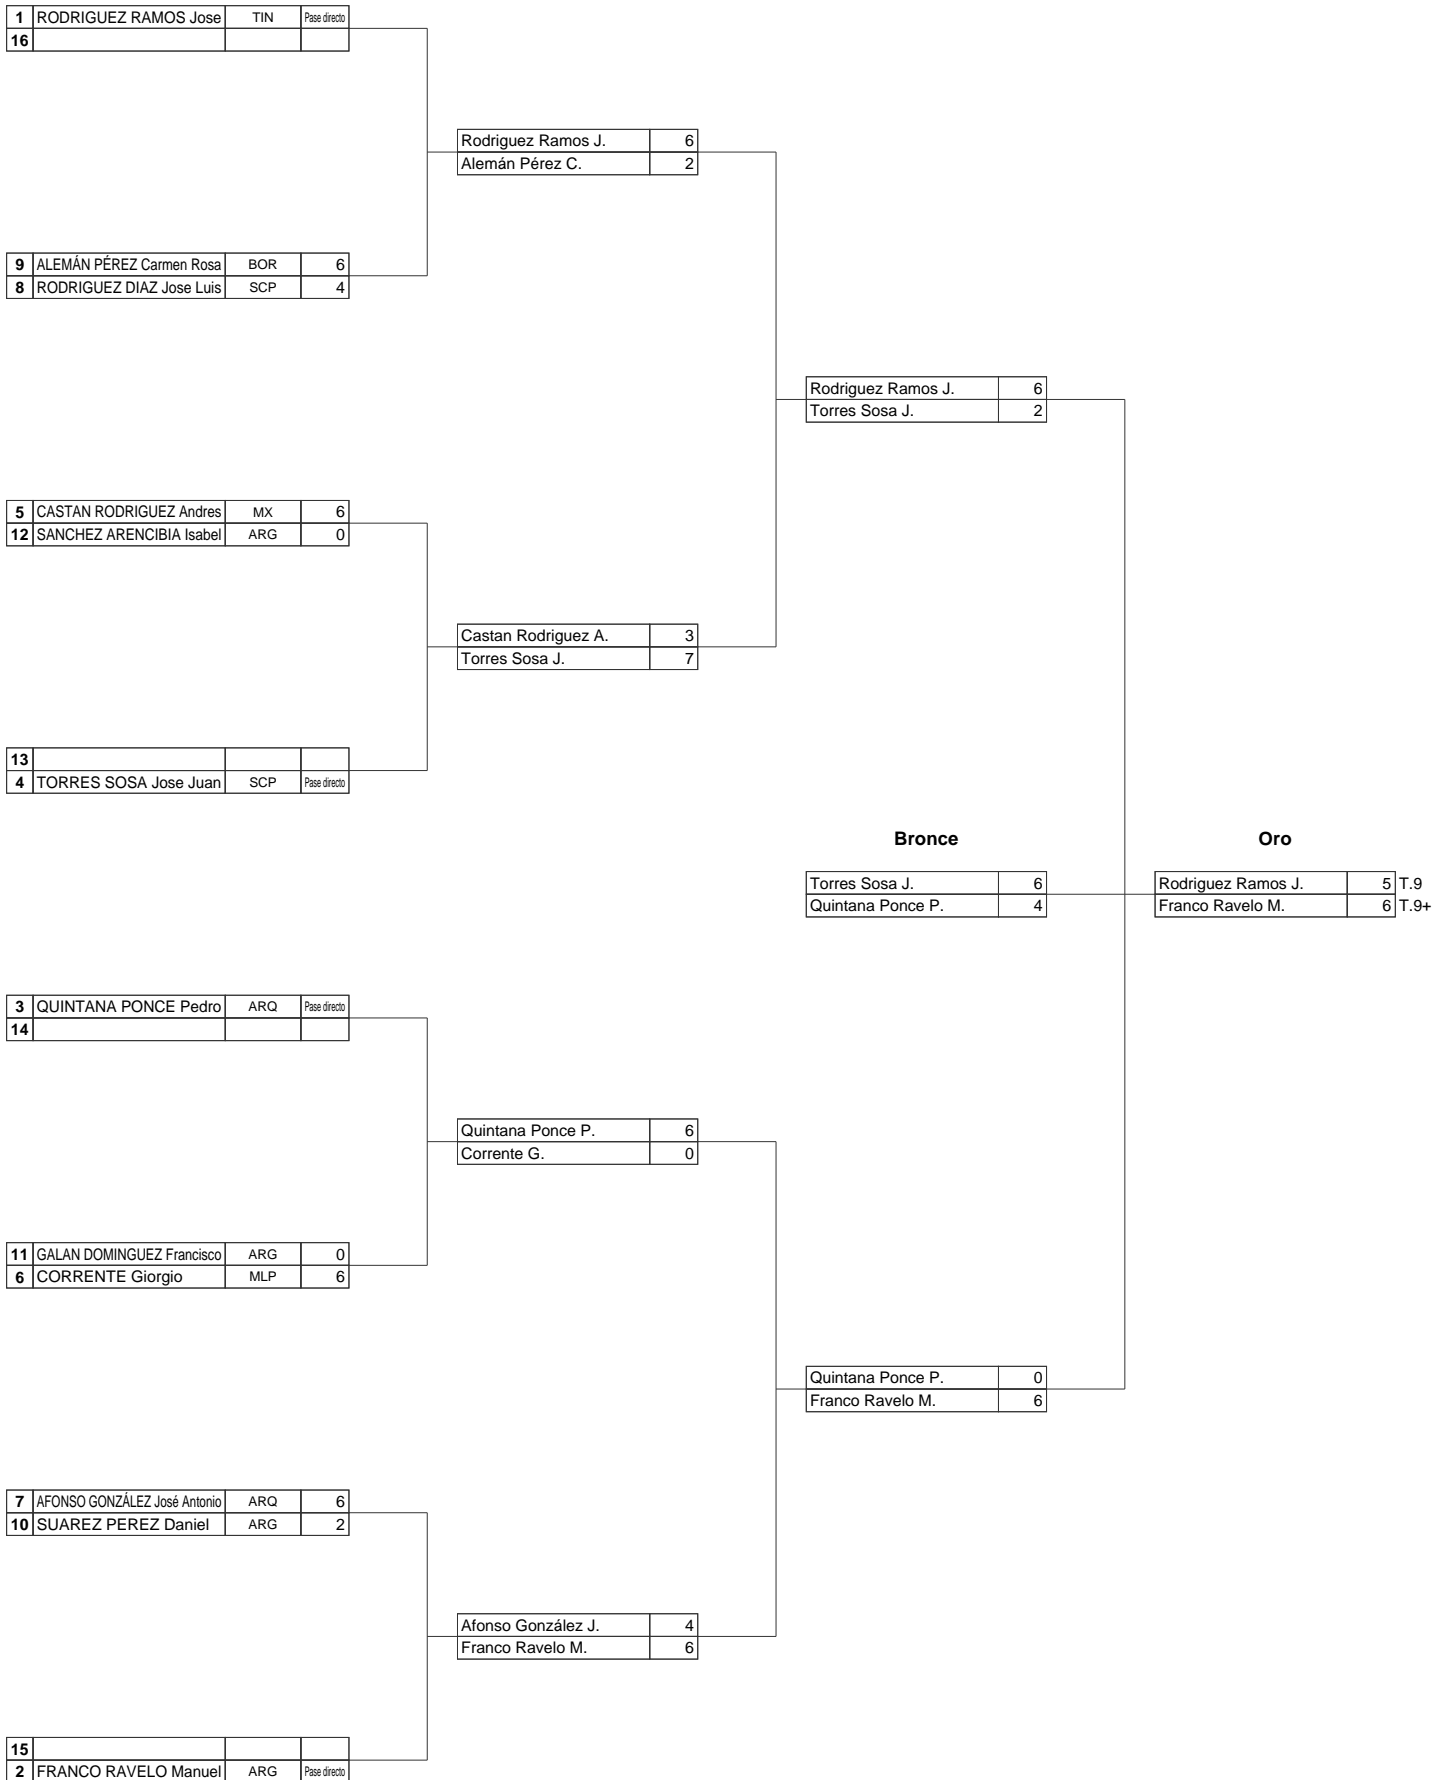 1 RODRIGUEZ RAMOS Jose TIN Pase directo
16
Rodriguez Ramos J. 6
Alemán Pérez C. 2
9 ALEMÁN PÉREZ Carmen Rosa BOR 6
8 RODRIGUEZ DIAZ Jose Luis SCP 4
Rodriguez Ramos J. 6
Torres Sosa J. 2
5 CASTAN RODRIGUEZ Andres MX 6
12 SANCHEZ ARENCIBIA Isabel ARG 0
Castan Rodriguez A. 3
Torres Sosa J. 7
13
4 TORRES SOSA Jose Juan SCP Pase directo
Bronce Oro
Torres Sosa J. 6 Rodriguez Ramos J. 5 T.9
Quintana Ponce P. 4 Franco Ravelo M. 6 T.9+
3 QUINTANA PONCE Pedro ARQ Pase directo
14
Quintana Ponce P. 6
Corrente G. 0
11 GALAN DOMINGUEZ Francisco ARG 0
6 CORRENTE Giorgio MLP 6
Quintana Ponce P. 0
Franco Ravelo M. 6
7 AFONSO GONZÁLEZ José Antonio ARQ 6
10 SUAREZ PEREZ Daniel ARG 2
Afonso González J. 4
Franco Ravelo M. 6
15
2 FRANCO RAVELO Manuel ARG Pase directo